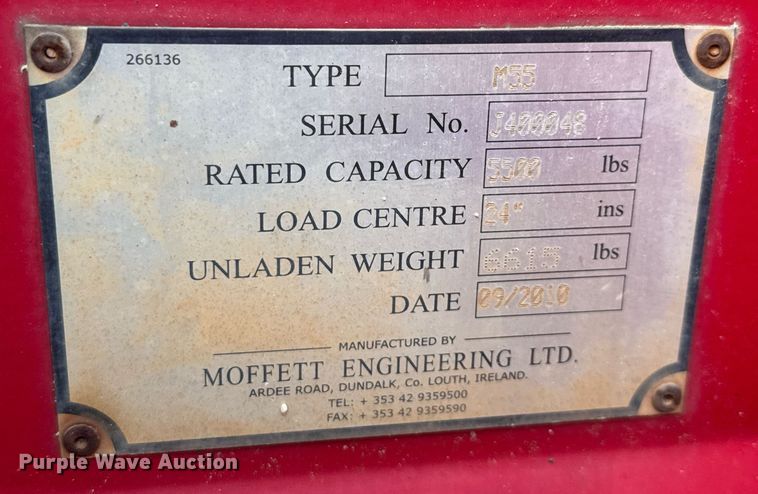 266136
TYPE M55
SERIAL No. J400048
RATED CAPACITY 5500 lbs
LOAD CENTRE 24" ins
UNLADEN WEIGHT 6615 lbs
DATE 09/2010
MANUFACTURED BY
MOFFETT ENGINEERING LTD.
ARDEE ROAD, DUNDALK, Co. LOUTH, IRELAND.
TEL: + 353 42 9359500
FAX: + 353 42 9359590
Purple Wave Auction